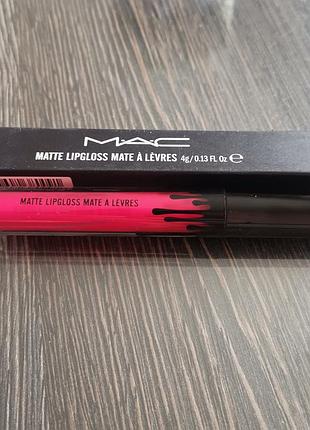 MAC
MATTE LIPGLOSS MATE À LÈVRES 4g/0.13 FL Oz ℮
MATTE LIPGLOSS MATE A LEVRES